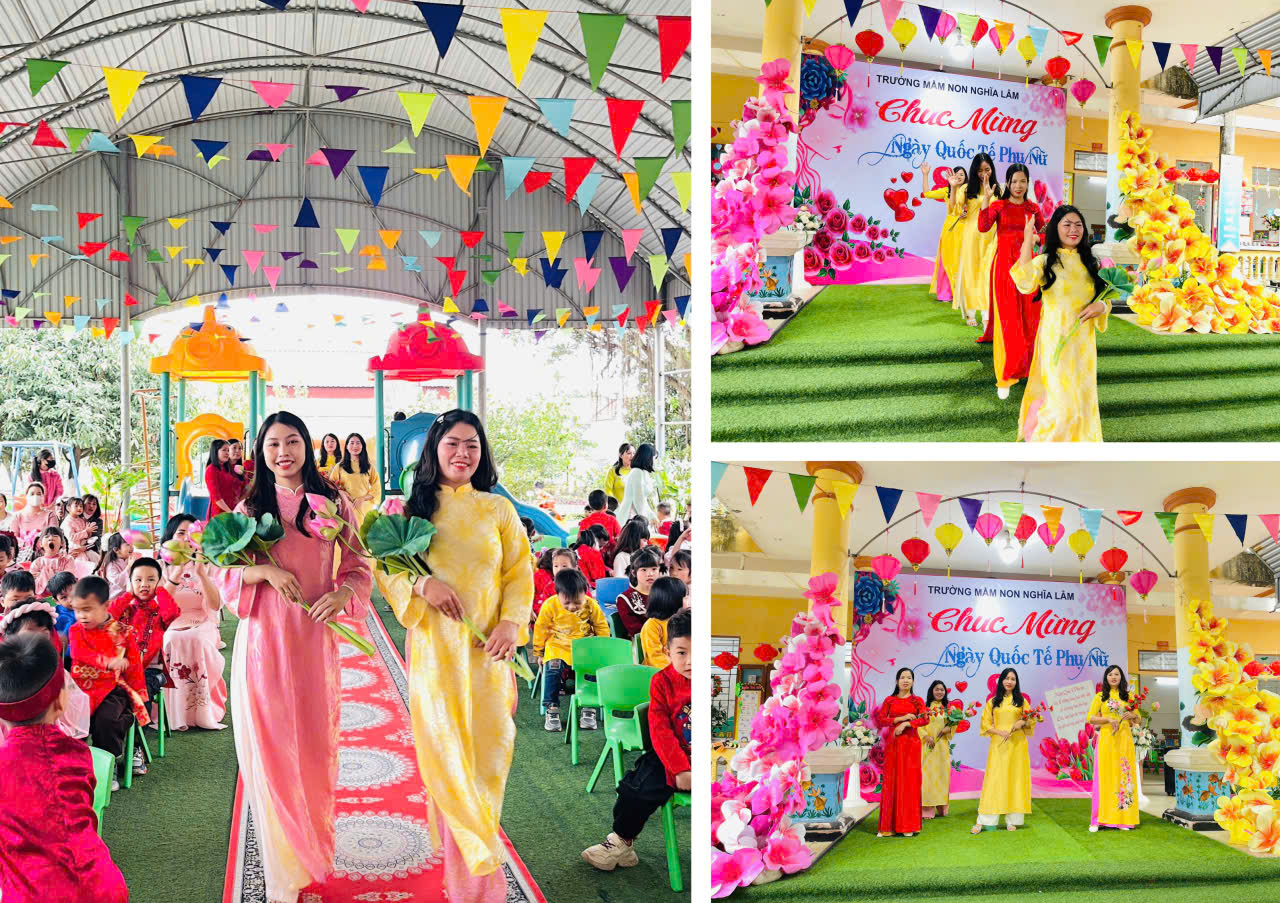 TRƯỜNG MẦM NON NGHĨA LÂM
Chúc Mừng
Ngày Quốc Tế Phụ Nữ
TRƯỜNG MẦM NON NGHĨA LÂM
Chúc Mừng
Ngày Quốc Tế Phụ Nữ